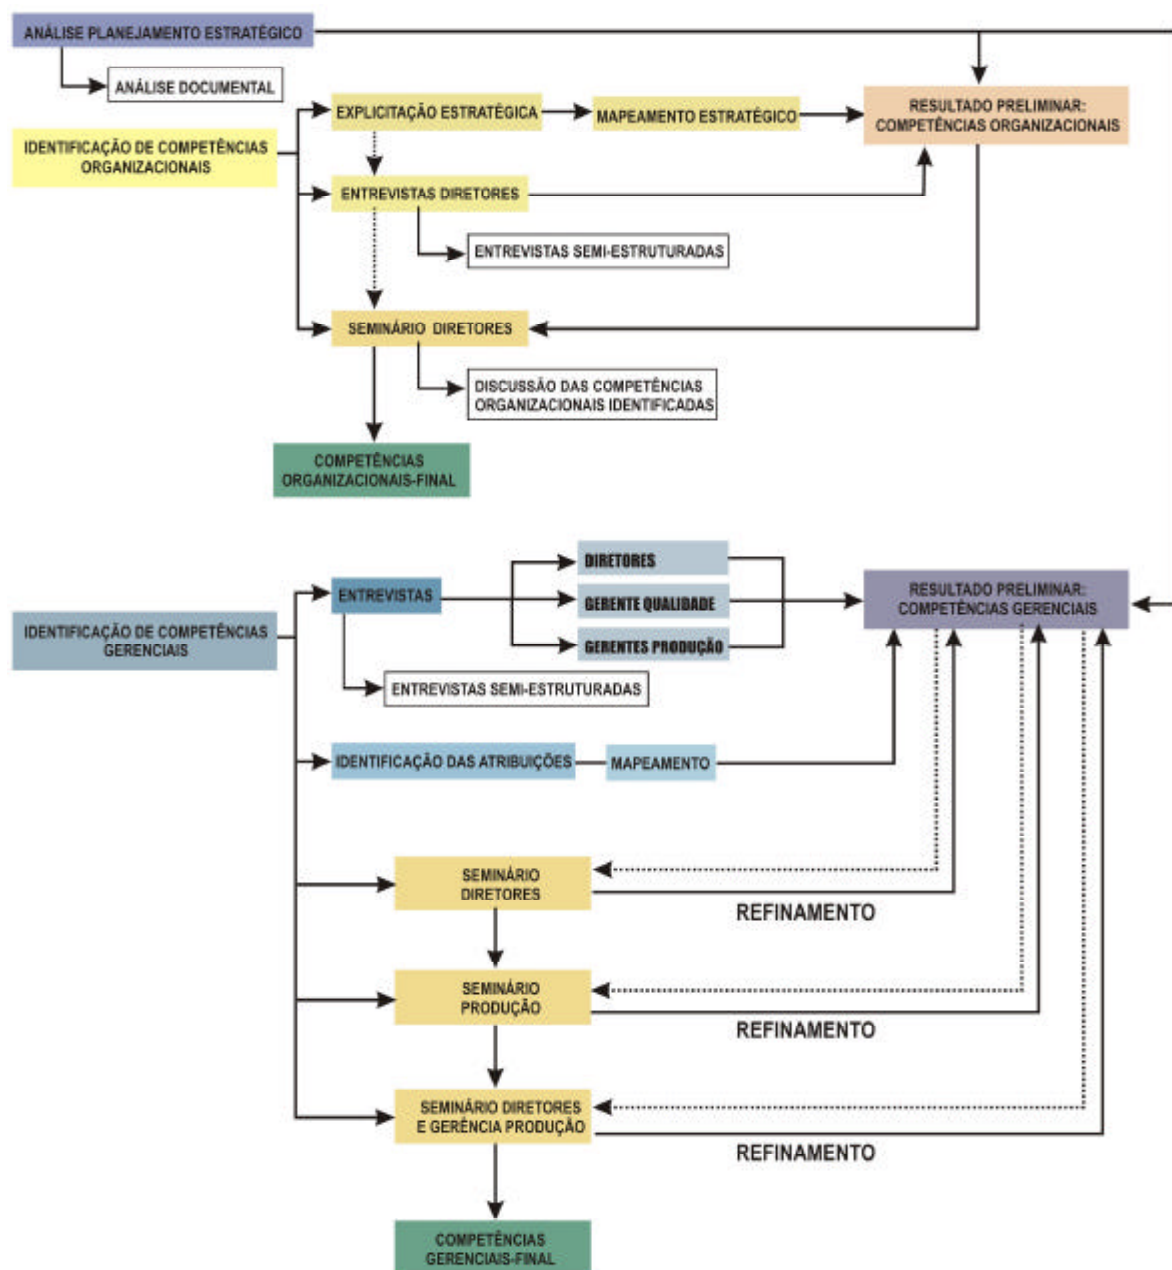 ANÁLISE PLANEJAMENTO ESTRATÉGICO
ANÁLISE DOCUMENTAL
IDENTIFICAÇÃO DE COMPETÊNCIAS
ORGANIZACIONAIS
EXPLICITAÇÃO ESTRATÉGICA
MAPEAMENTO ESTRATÉGICO
RESULTADO PRELIMINAR:
COMPETÊNCIAS ORGANIZACIONAIS
ENTREVISTAS DIRETORES
ENTREVISTAS SEMI-ESTRUTURADAS
SEMINÁRIO DIRETORES
DISCUSSÃO DAS COMPETÊNCIAS
ORGANIZACIONAIS IDENTIFICADAS
COMPETÊNCIAS
ORGANIZACIONAIS-FINAL
IDENTIFICAÇÃO DE COMPETÊNCIAS
GERENCIAIS
ENTREVISTAS
DIRETORES
GERENTE QUALIDADE
GERENTES PRODUÇÃO
RESULTADO PRELIMINAR:
COMPETÊNCIAS GERENCIAIS
ENTREVISTAS SEMI-ESTRUTURADAS
IDENTIFICAÇÃO DAS ATRIBUIÇÕES
MAPEAMENTO
SEMINÁRIO
DIRETORES
REFINAMENTO
SEMINÁRIO
PRODUÇÃO
REFINAMENTO
SEMINÁRIO DIRETORES
E GERÊNCIA PRODUÇÃO
REFINAMENTO
COMPETÊNCIAS
GERENCIAIS-FINAL